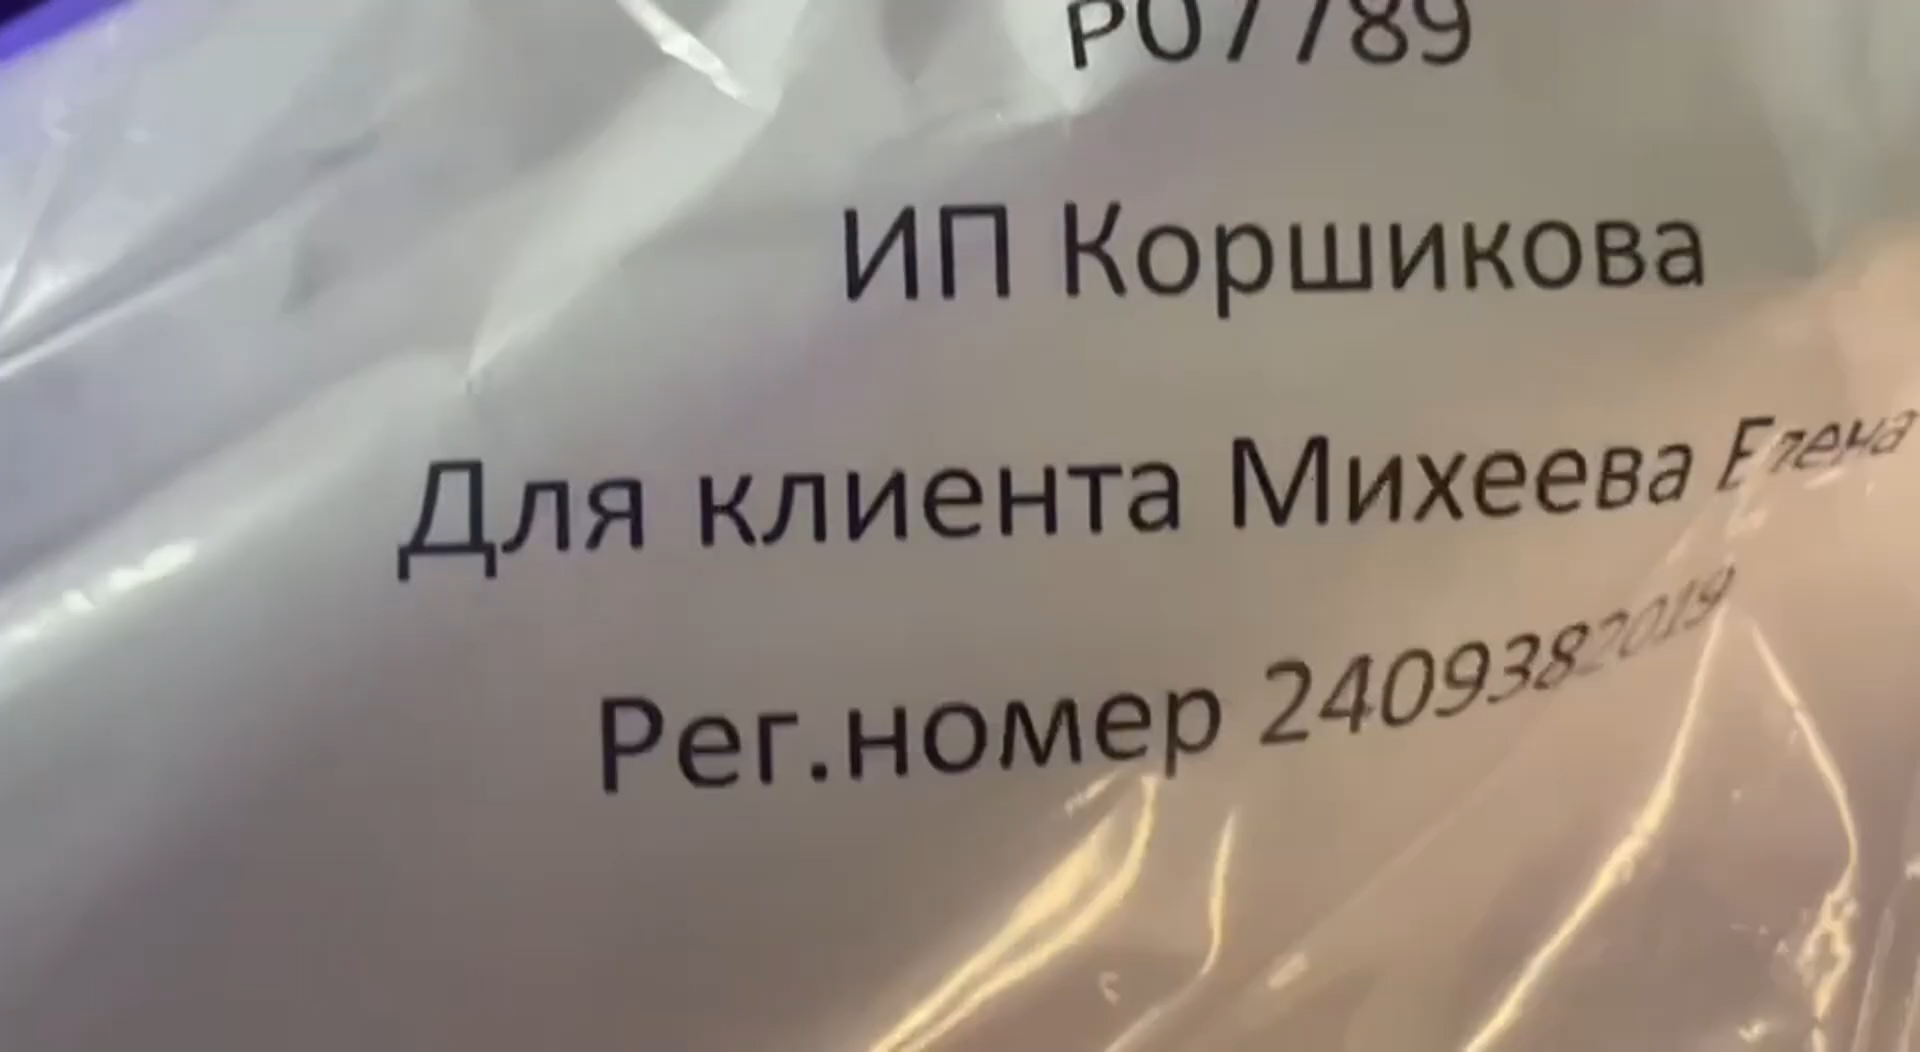 P07789
ИП Коршикова
Для клиента Михеева Елена
Рег.номер 2409382019